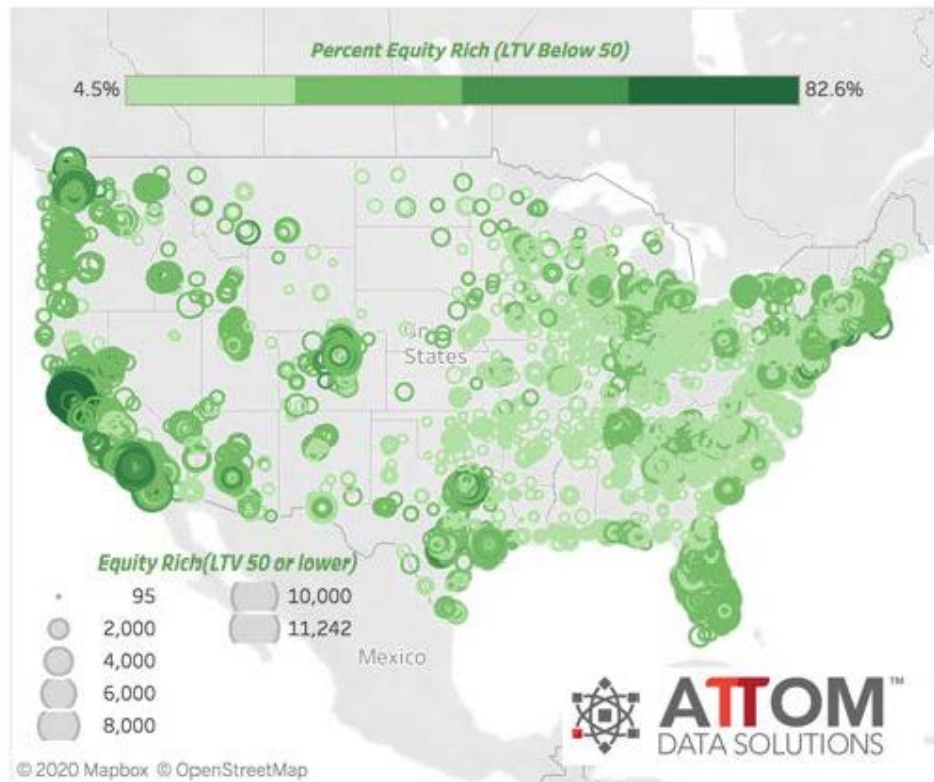 Percent Equity Rich (LTV Below 50)
4.5% 82.6%
States
Equity Rich(LTV 50 or lower)
95 10,000
2,000 11,242
4,000
6,000
8,000
Mexico
ATTOM™
DATA SOLUTIONS
© 2020 Mapbox © OpenStreetMap